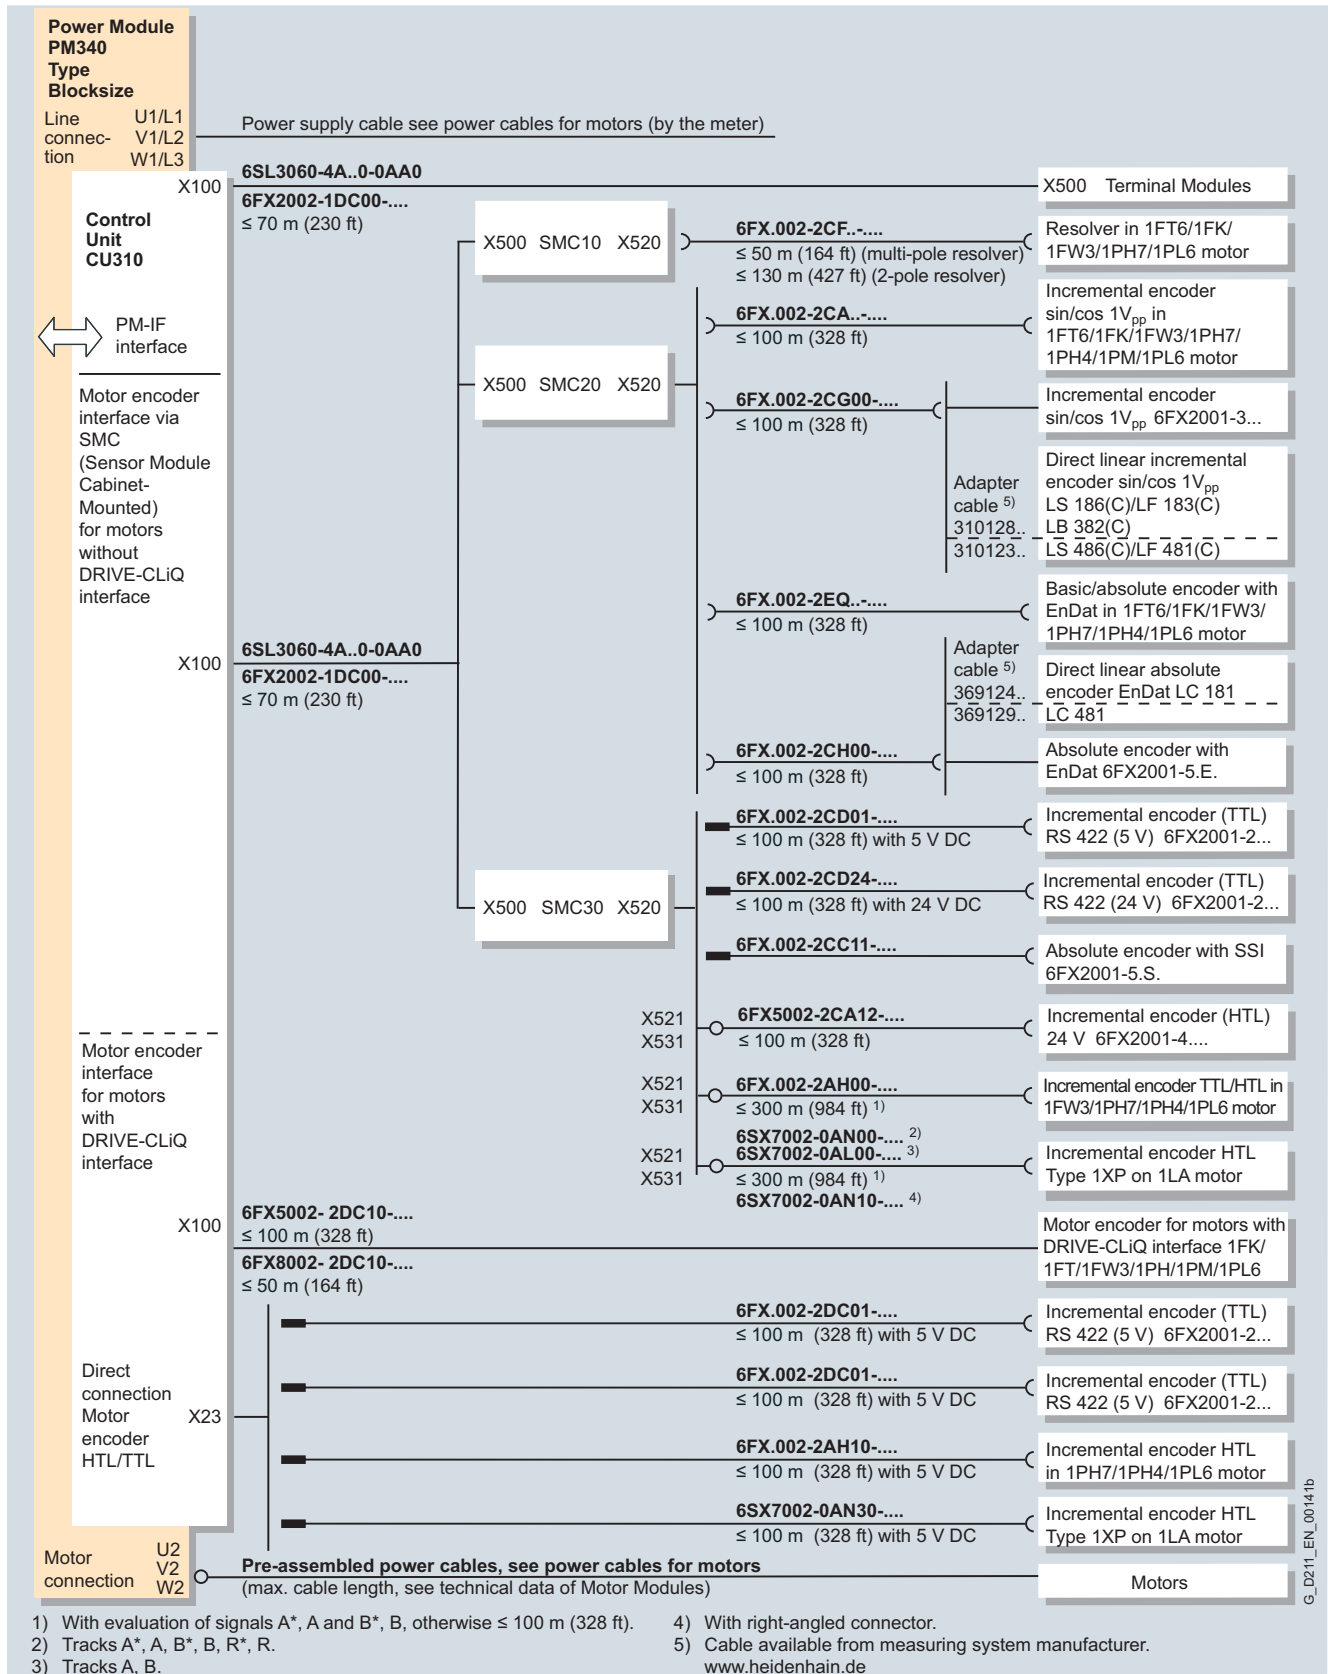 Power Module
PM340
Type
Blocksize
Line
connec-
tion
U1/L1
V1/L2
W1/L3
Power supply cable see power cables for motors (by the meter)
X100
6SL3060-4A..0-0AA0
6FX2002-1DC00-....
≤ 70 m (230 ft)
X500 Terminal Modules
Control
Unit
CU310
PM-IF
interface
X500 SMC10 X520
6FX.002-2CF..-....
≤ 50 m (164 ft) (multi-pole resolver)
≤ 130 m (427 ft) (2-pole resolver)
Resolver in 1FT6/1FK/
1FW3/1PH7/1PL6 motor
6FX.002-2CA..-....
≤ 100 m (328 ft)
Incremental encoder
sin/cos 1Vpp in
1FT6/1FK/1FW3/1PH7/
1PH4/1PM/1PL6 motor
Motor encoder
interface via
SMC
(Sensor Module
Cabinet-
Mounted)
for motors
without
DRIVE-CLiQ
interface
X500 SMC20 X520
6FX.002-2CG00-....
≤ 100 m (328 ft)
Incremental encoder
sin/cos 1Vpp 6FX2001-3...
Adapter
cable 5)
310128..
310123..
Direct linear incremental
encoder sin/cos 1Vpp
LS 186(C)/LF 183(C)
LB 382(C)
LS 486(C)/LF 481(C)
6FX.002-2EQ..-....
≤ 100 m (328 ft)
Basic/absolute encoder with
EnDat in 1FT6/1FK/1FW3/
1PH7/1PH4/1PL6 motor
X100
6SL3060-4A..0-0AA0
6FX2002-1DC00-....
≤ 70 m (230 ft)
Adapter
cable 5)
369124..
369129..
Direct linear absolute
encoder EnDat LC 181
LC 481
6FX.002-2CH00-....
≤ 100 m (328 ft)
Absolute encoder with
EnDat 6FX2001-5.E.
6FX.002-2CD01-....
≤ 100 m (328 ft) with 5 V DC
Incremental encoder (TTL)
RS 422 (5 V) 6FX2001-2...
X500 SMC30 X520
6FX.002-2CD24-....
≤ 100 m (328 ft) with 24 V DC
Incremental encoder (TTL)
RS 422 (24 V) 6FX2001-2...
6FX.002-2CC11-....
Absolute encoder with SSI
6FX2001-5.S.
X521
X531
6FX5002-2CA12-....
≤ 100 m (328 ft)
Incremental encoder (HTL)
24 V 6FX2001-4....
Motor encoder
interface
for motors
with
DRIVE-CLiQ
interface
X521
X531
6FX.002-2AH00-....
≤ 300 m (984 ft) 1)
Incremental encoder TTL/HTL in
1FW3/1PH7/1PH4/1PL6 motor
X521
X531
6SX7002-0AN00-.... 2)
6SX7002-0AL00-.... 3)
≤ 300 m (984 ft) 1)
6SX7002-0AN10-.... 4)
Incremental encoder HTL
Type 1XP on 1LA motor
X100
6FX5002- 2DC10-....
≤ 100 m (328 ft)
6FX8002- 2DC10-....
≤ 50 m (164 ft)
Motor encoder for motors with
DRIVE-CLiQ interface 1FK/
1FT/1FW3/1PH/1PM/1PL6
6FX.002-2DC01-....
≤ 100 m (328 ft) with 5 V DC
Incremental encoder (TTL)
RS 422 (5 V) 6FX2001-2...
Direct
connection
Motor
encoder
HTL/TTL
X23
6FX.002-2DC01-....
≤ 100 m (328 ft) with 5 V DC
Incremental encoder (TTL)
RS 422 (5 V) 6FX2001-2...
6FX.002-2AH10-....
≤ 100 m (328 ft) with 5 V DC
Incremental encoder HTL
in 1PH7/1PH4/1PL6 motor
6SX7002-0AN30-....
≤ 100 m (328 ft) with 5 V DC
Incremental encoder HTL
Type 1XP on 1LA motor
Motor
connection
U2
V2
W2
Pre-assembled power cables, see power cables for motors
(max. cable length, see technical data of Motor Modules)
Motors
G_D211_EN_00141b
1) With evaluation of signals A*, A and B*, B, otherwise ≤ 100 m (328 ft).
2) Tracks A*, A, B*, B, R*, R.
3) Tracks A, B.
4) With right-angled connector.
5) Cable available from measuring system manufacturer.
www.heidenhain.de